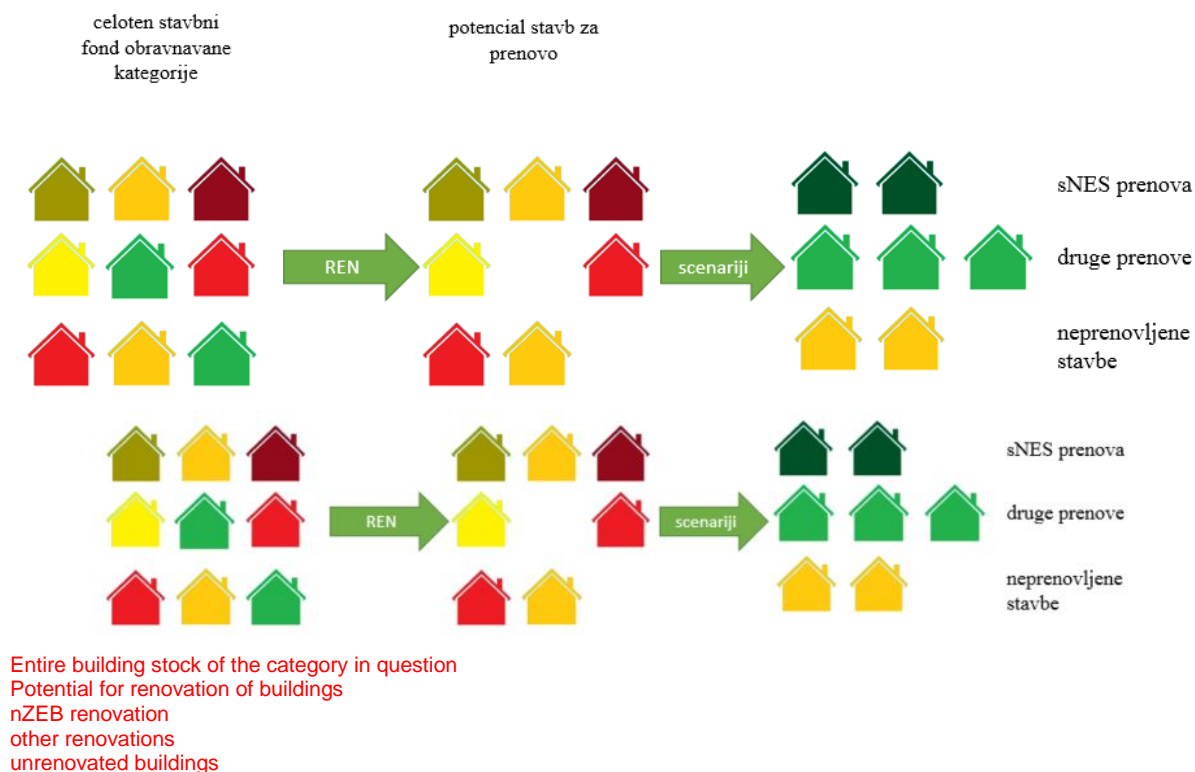 celoten stavbni
fond obravnavane
kategorije
potencial stavb za
prenovo
sNES prenova
REN
scenariji
druge prenove
neprenovljene
stavbe
sNES prenova
REN
scenariji
druge prenove
neprenovljene
stavbe
Entire building stock of the category in question
Potential for renovation of buildings
nZEB renovation
other renovations
unrenovated buildings